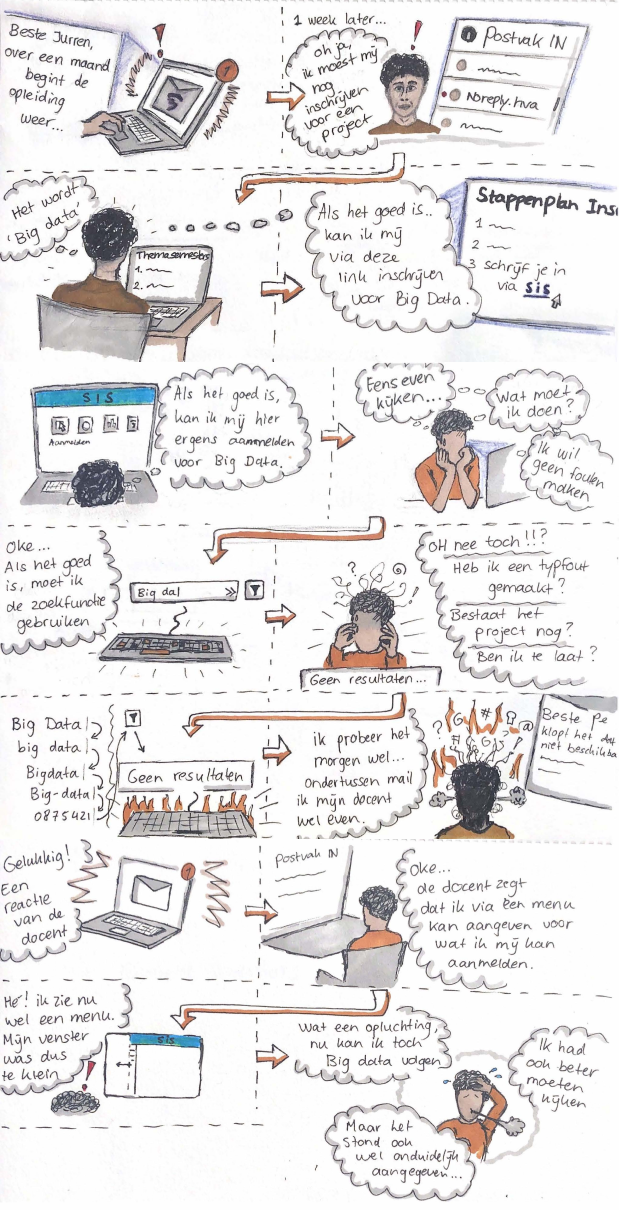 Beste Jurren,
over een maand
begint de
opleiding
weer...
1
!
1 week later...
oh ja,
ik moest mij
nog
inschrijven
voor een
project
!
1 Postvak IN
Noreply.hva
Het wordt
'Big data'
Themasemesters
1.
2.
Als het goed is..
kan ik mij
via deze
link inschrijven
voor Big Data.
Stappenplan Ins
1
2
3 schrijf je in
via sis
SIS
Aanmelden
Als het goed is,
kan ik mij hier
ergens aanmelden
voor Big Data.
Eens even
kijken...
Wat moet
ik doen?
Ik wil
geen fouten
maken
Oke...
Als het goed
is, moet ik
de zoekfunctie
gebruiken
Big dat
OH nee toch!!?
Heb ik een typfout
gemaakt?
Bestaat het
project nog?
Ben ik te laat?
Geen resultaten...
Big Data
big data
Bigdata
Big-data
0875421
Geen resultaten
ik probeer het
morgen wel...
Ondertussen mail
ik mijn docent
wel even.
Beste Pe
klopt het dat
niet beschikba
Gelukkig!
Een
reactie
van de
docent
1
Postvak IN
Oke...
de docent zegt
dat ik via een menu
kan aangeven voor
wat ik mij kan
aanmelden.
Hé! ik zie nu
wel een menu.
Mijn venster
was dus
te klein
!
SIS
Wat een opluchting,
nu kan ik toch
Big data volgen
Ik had
ook beter
moeten
kijken
Maar het
stond ook
wel onduidelijk
aangegeven...